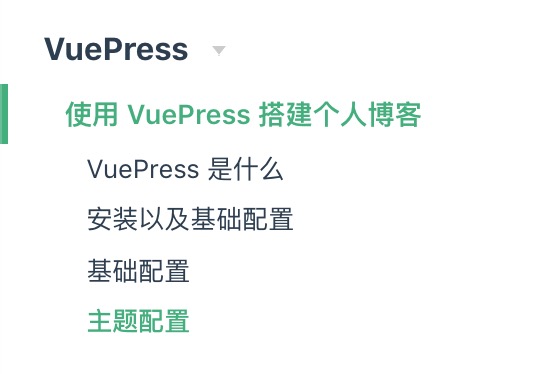 VuePress
使用 VuePress 搭建个人博客
VuePress 是什么
安装以及基础配置
基础配置
主题配置